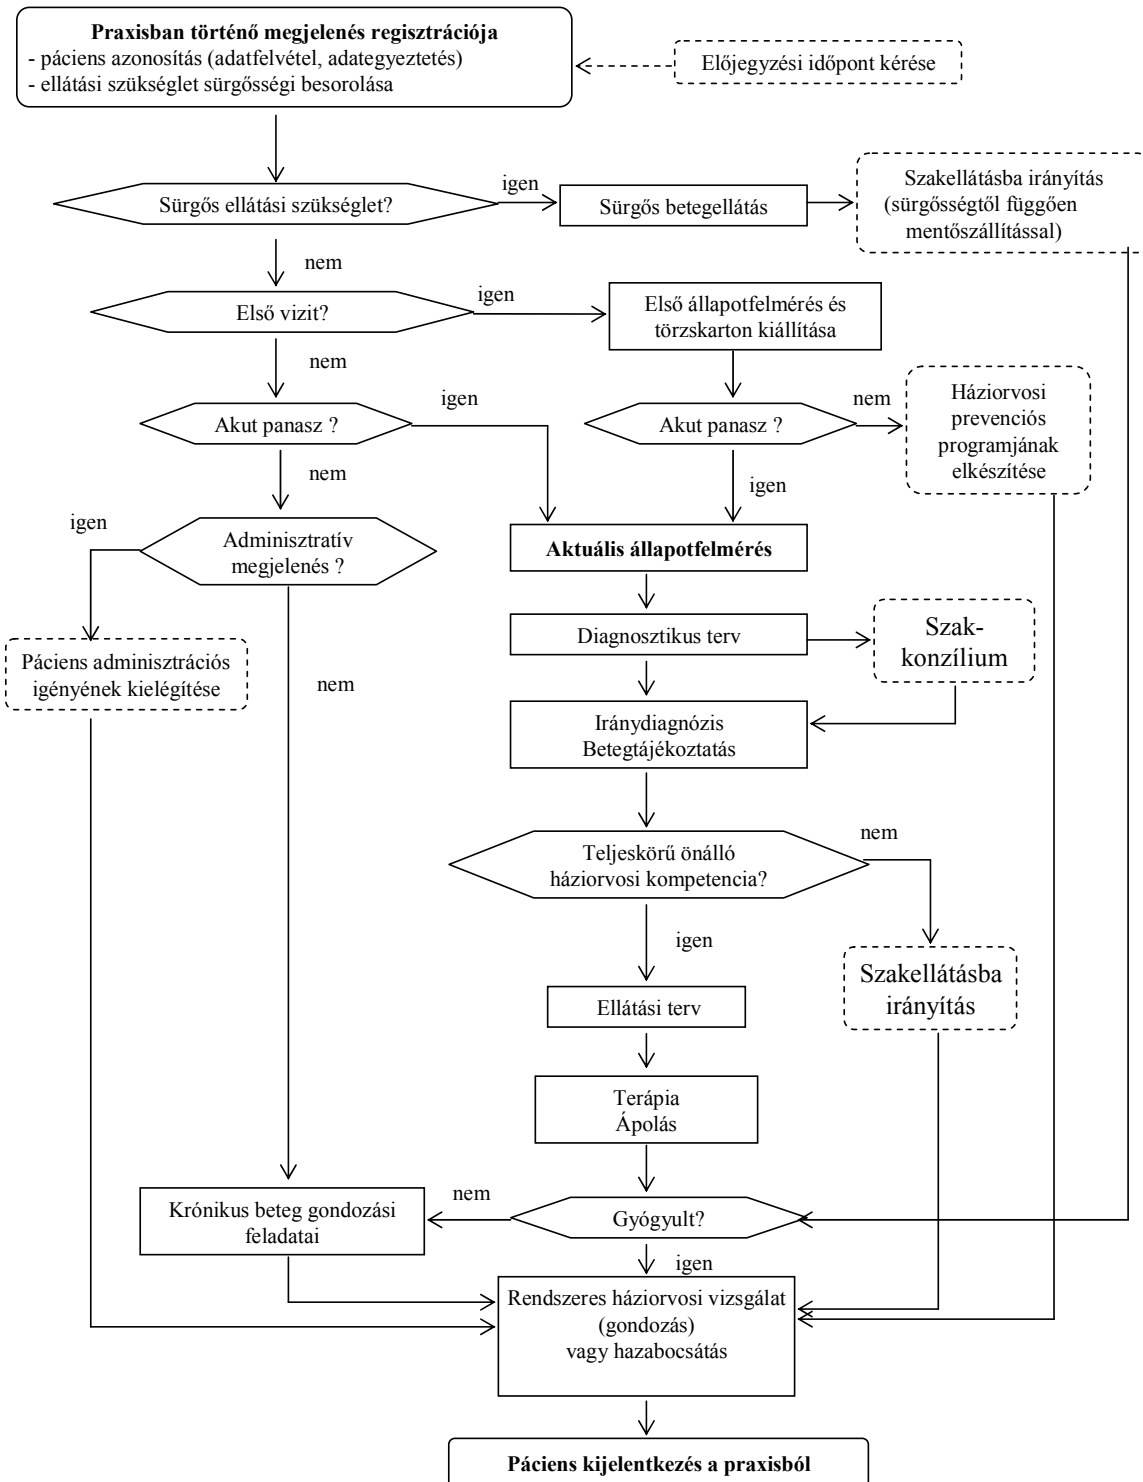 Praxisban történő megjelenés regisztrációja
- páciens azonosítás (adatfelvétel, adategyeztetés)
- ellátási szükséglet sürgősségi besorolása
Előjegyzési időpont kérése
Sürgős ellátási szükséglet?
igen
Sürgős betegellátás
Szakellátásba irányítás
(sürgősségtől függően
mentőszállítással)
nem
Első vizit?
igen
Első állapotfelmérés és
törzskarton kiállítása
nem
Akut panasz ?
igen
Akut panasz ?
nem
Háziorvosi
prevenciós
programjának
elkészítése
nem
igen
igen
Adminisztratív
megjelenés ?
Aktuális állapotfelmérés
Diagnosztikus terv
Szak-
konzílium
Páciens adminisztrációs
igényének kielégítése
nem
Iránydiagnózis
Betegtájékoztatás
Teljeskörű önálló
háziorvosi kompetencia?
nem
igen
Szakellátásba
irányítás
Ellátási terv
Terápia
Ápolás
Krónikus beteg gondozási
feladatai
nem
Gyógyult?
igen
Rendszeres háziorvosi vizsgálat
(gondozás)
vagy hazabocsátás
Páciens kijelentkezés a praxisból